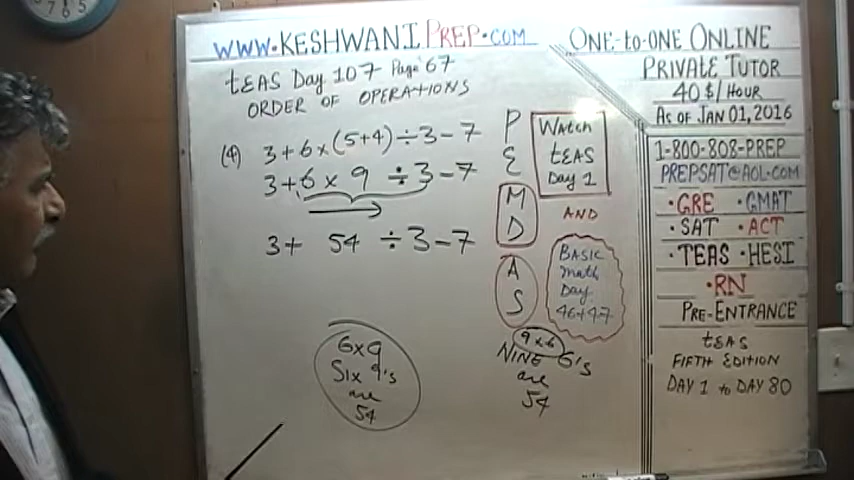 7 6 5
WWW.KESHWANIPREP.COM
TEAS Day 107 Page 67
ORDER OF OPERATIONS
(4) 3+6×(5+4)÷3-7
3+6×9÷3-7
3+ 54 ÷3-7
6×9
Six 9's
are
54
P
E
M
D
A
S
Watch
TEAS
Day 1
AND
BASIC
Math
Day
46+47
9×6
NINE 6's
are
54
ONE-to-ONE ONLINE
PRIVATE TUTOR
40$/HOUR
AS OF JAN 01,2016
1-800-808-PREP
PREPSAT@AOL.COM
•GRE •GMAT
•SAT •ACT
•TEAS •HESI
•RN
PRE-ENTRANCE
TEAS
FIFTH EDITION
DAY 1 to DAY 80